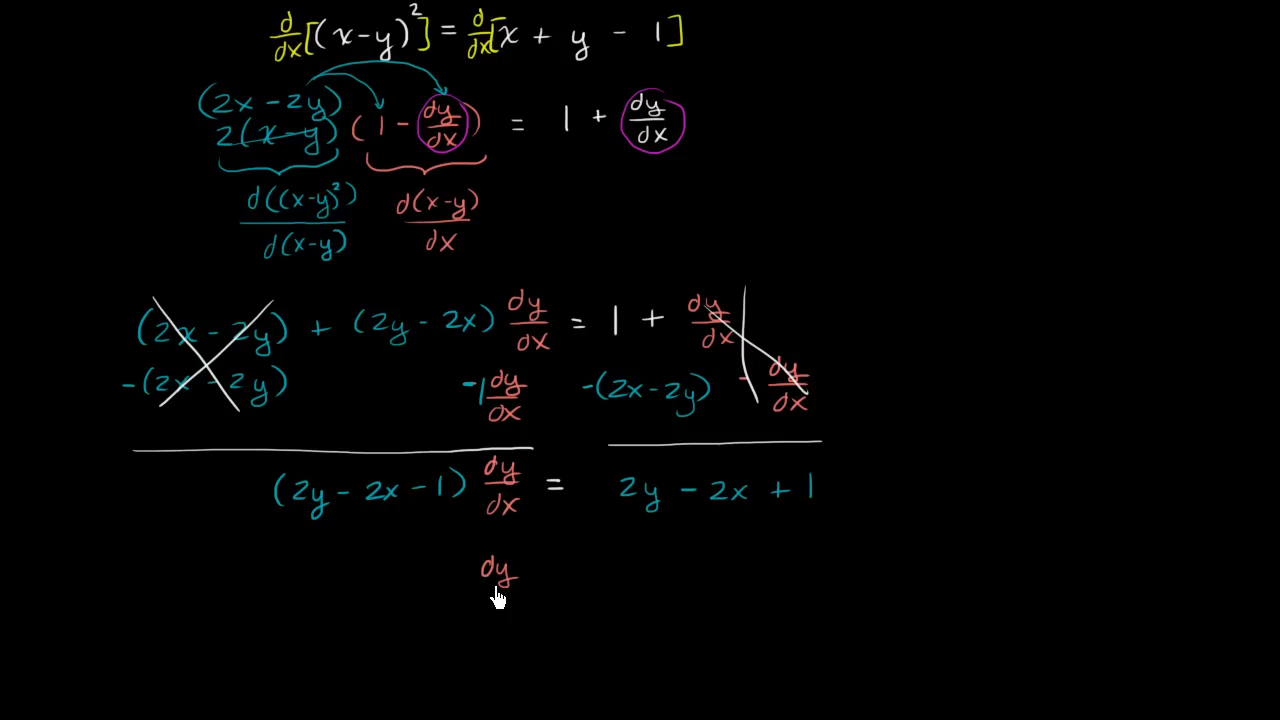 d/dx[(x-y)²] = d/dx[x + y - 1]
(2x - 2y)
2(x-y) (1 - dy/dx) = 1 + dy/dx
d((x-y)²)/d(x-y) d(x-y)/dx
(2x - 2y) + (2y - 2x) dy/dx = 1 + dy/dx
-(2x - 2y) -1 dy/dx -(2x-2y) - dy/dx
(2y - 2x - 1) dy/dx = 2y - 2x + 1
dy